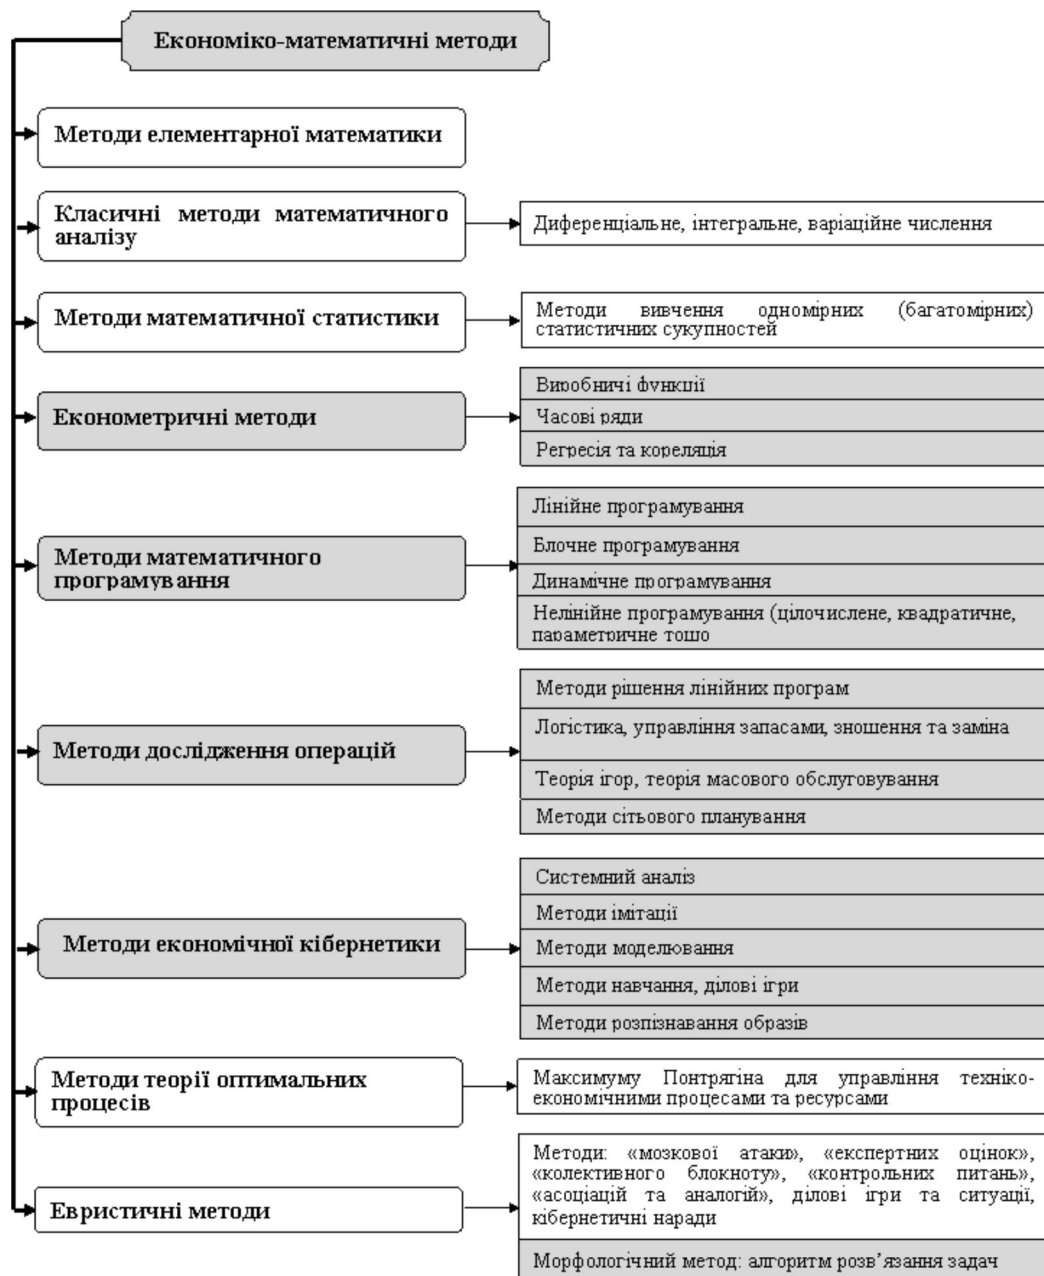 Економіко-математичні методи
Методи елементарної математики
Класичні методи математичного
аналізу
Диференціальне, інтегральне, варіаційне числення
Методи математичної статистики
Методи вивчення одномірних (багатомірних)
статистичних сукупностей
Економетричні методи
Виробничі функції
Часові ряди
Регресія та кореляція
Методи математичного
програмування
Лінійне програмування
Блочне програмування
Динамічне програмування
Нелінійне програмування (цілочислене, квадратичне,
параметричне тощо
Методи дослідження операцій
Методи рішення лінійних програм
Логістика, управління запасами, зношення та заміна
Теорія ігор, теорія масового обслуговування
Методи сітьового планування
Методи економічної кібернетики
Системний аналіз
Методи імітації
Методи моделювання
Методи навчання, ділові ігри
Методи розпізнавання образів
Методи теорії оптимальних
процесів
Максимуму Понтрягіна для управління техніко-
економічними процесами та ресурсами
Евристичні методи
Методи: «мозкової атаки», «експертних оцінок»,
«колективного блокноту», «контрольних питань»,
«асоціацій та аналогій», ділові ігри та ситуації,
кібернетичні наради
Морфологічний метод: алгоритм розв’язання задач